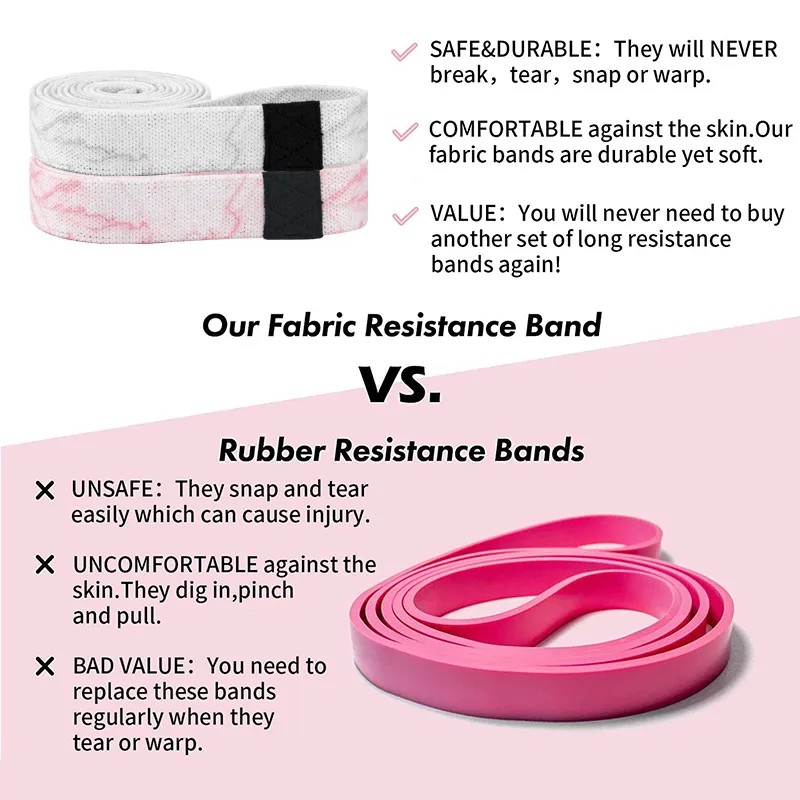 SAFE&DURABLE：They will NEVER
break，tear，snap or warp.
COMFORTABLE against the skin.Our
fabric bands are durable yet soft.
VALUE：You will never need to buy
another set of long resistance
bands again!
Our Fabric Resistance Band
VS.
Rubber Resistance Bands
UNSAFE：They snap and tear
easily which can cause injury.
UNCOMFORTABLE against the
skin.They dig in,pinch
and pull.
BAD VALUE：You need to
replace these bands
regularly when they
tear or warp.